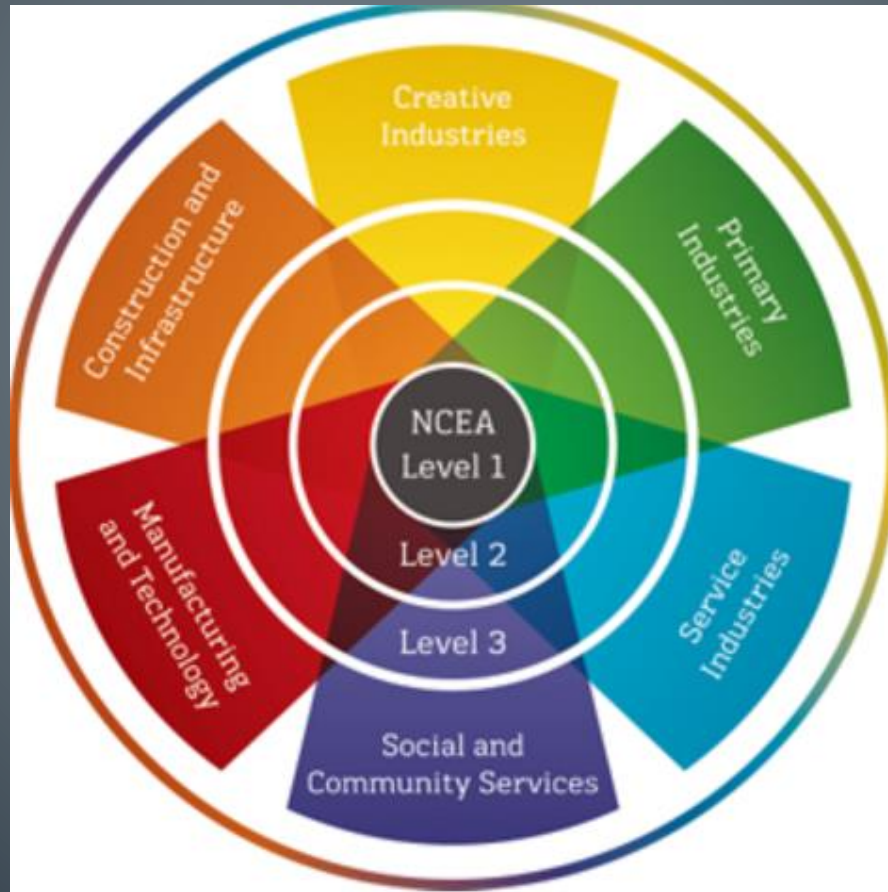 Creative
Industries
Primary
Industries
Service
Industries
Social and
Community Services
Manufacturing
and Technology
Construction and
Infrastructure
NCEA
Level 1
Level 2
Level 3